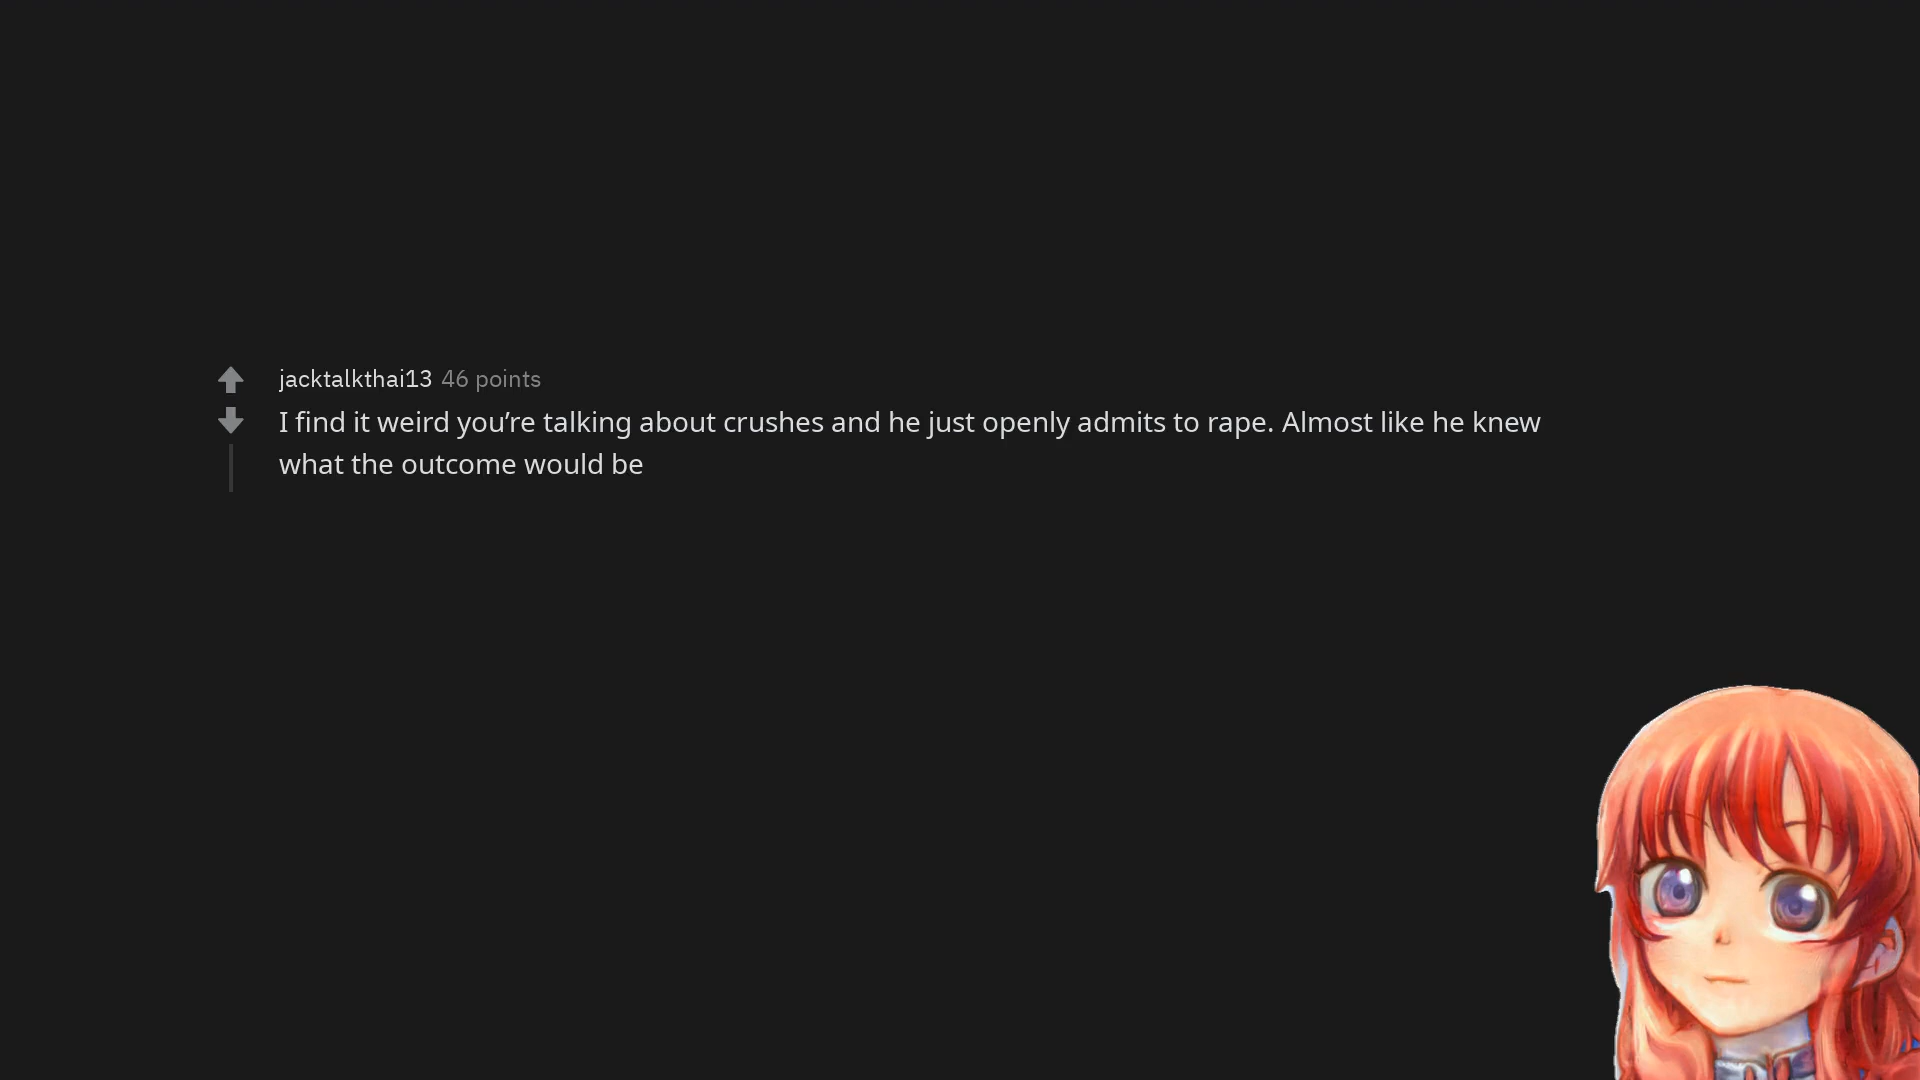 jacktalkthai13 46 points
I find it weird you’re talking about crushes and he just openly admits to rape. Almost like he knew
what the outcome would be